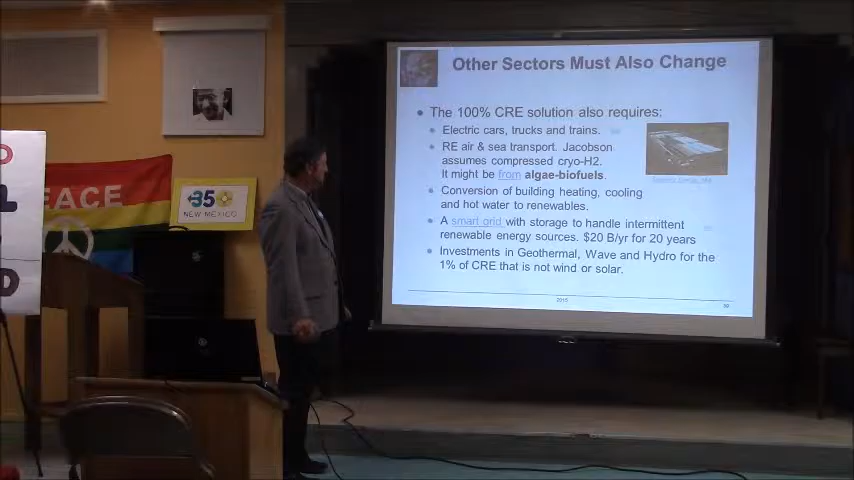 Other Sectors Must Also Change
The 100% CRE solution also requires:
Electric cars, trucks and trains.
RE air & sea transport. Jacobson
assumes compressed cryo-H2.
It might be from algae-biofuels.
Conversion of building heating, cooling
and hot water to renewables.
A smart grid with storage to handle intermittent
renewable energy sources. $20 B/yr for 20 years
Investments in Geothermal, Wave and Hydro for the
1% of CRE that is not wind or solar.
2015
EACE
350
NEW MEXICO